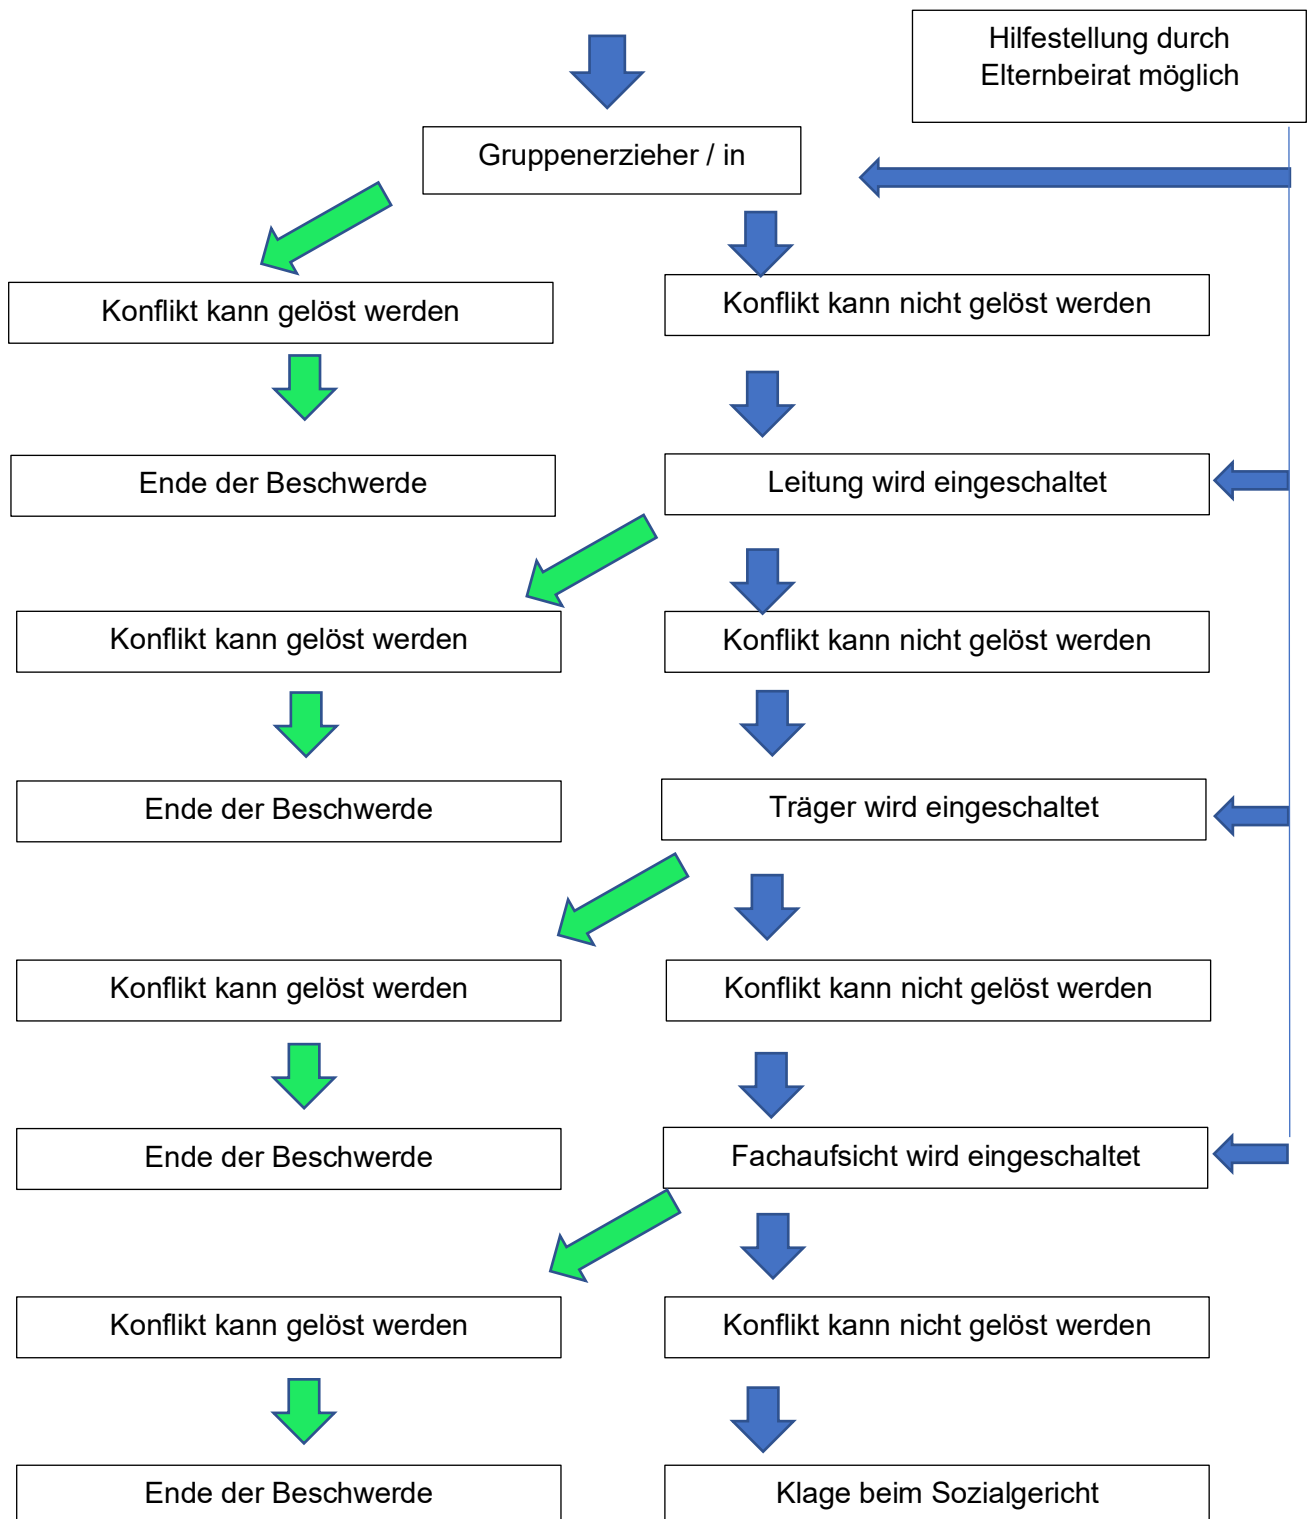 Hilfestellung durch
Elternbeirat möglich
Gruppenerzieher / in
Konflikt kann gelöst werden
Konflikt kann nicht gelöst werden
Ende der Beschwerde
Leitung wird eingeschaltet
Konflikt kann gelöst werden
Konflikt kann nicht gelöst werden
Ende der Beschwerde
Träger wird eingeschaltet
Konflikt kann gelöst werden
Konflikt kann nicht gelöst werden
Ende der Beschwerde
Fachaufsicht wird eingeschaltet
Konflikt kann gelöst werden
Konflikt kann nicht gelöst werden
Ende der Beschwerde
Klage beim Sozialgericht